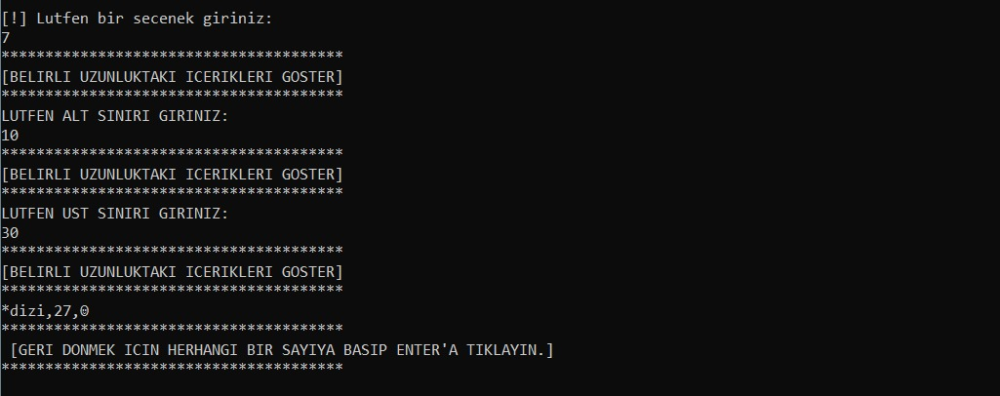 [!] Lutfen bir secenek giriniz:
7
***************************************
[BELIRLI UZUNLUKTAKI ICERIKLERI GOSTER]
***************************************
LUTFEN ALT SINIRI GIRINIZ:
10
***************************************
[BELIRLI UZUNLUKTAKI ICERIKLERI GOSTER]
***************************************
LUTFEN UST SINIRI GIRINIZ:
30
***************************************
[BELIRLI UZUNLUKTAKI ICERIKLERI GOSTER]
***************************************
*dizi,27,☺
***************************************
[GERI DONMEK ICIN HERHANGI BIR SAYIYA BASIP ENTER'A TIKLAYIN.]
***************************************